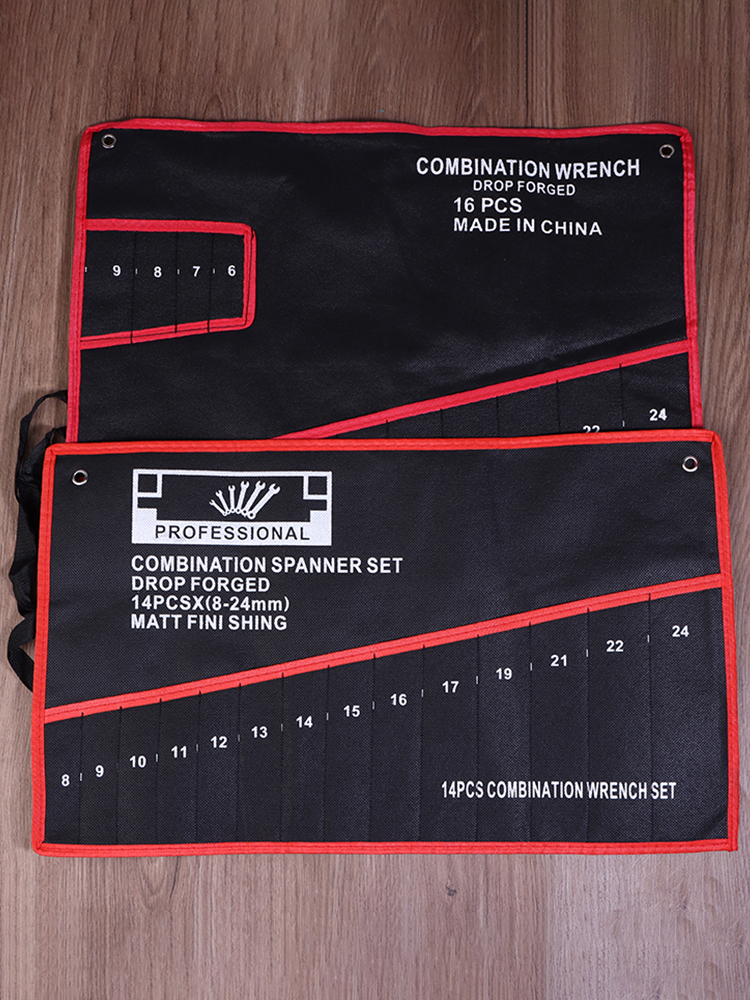 COMBINATION WRENCH
DROP FORGED
16 PCS
MADE IN CHINA
9 8 7 6
22 24
PROFESSIONAL
COMBINATION SPANNER SET
DROP FORGED
14PCSX(8-24mm)
MATT FINI SHING
8 9 10 11 12 13 14 15 16 17 19 21 22 24
14PCS COMBINATION WRENCH SET